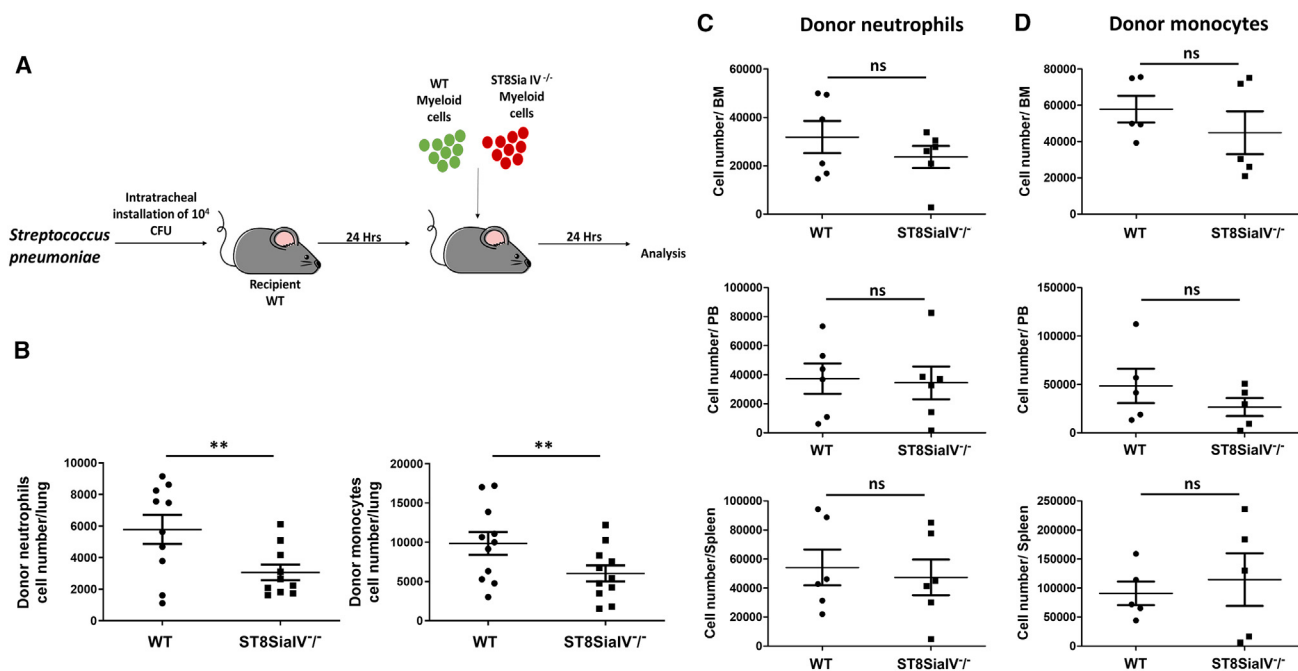 A
Streptococcus
pneumoniae
Intratracheal
installation of 10⁴
CFU
Recipient
WT
24 Hrs
WT
Myeloid
cells
ST8Sia IV ⁻/⁻
Myeloid
cells
24 Hrs
Analysis
B
Donor neutrophils
cell number/lung
10000
8000
6000
4000
2000
0
**
WT
ST8SiaIV⁻/⁻
Donor monocytes
cell number/lung
20000
15000
10000
5000
0
**
WT
ST8SiaIV⁻/⁻
C
Donor neutrophils
Cell number/ BM
60000
40000
20000
0
ns
WT
ST8SiaIV⁻/⁻
Cell number/ PB
100000
80000
60000
40000
20000
0
ns
WT
ST8SiaIV⁻/⁻
Cell number/Spleen
100000
80000
60000
40000
20000
0
ns
WT
ST8SiaIV⁻/⁻
D
Donor monocytes
Cell number/ BM
80000
60000
40000
20000
0
ns
WT
ST8SiaIV⁻/⁻
Cell number/ PB
150000
100000
50000
0
ns
WT
ST8SiaIV⁻/⁻
Cell number/ Spleen
250000
200000
150000
100000
50000
0
ns
WT
ST8SiaIV⁻/⁻